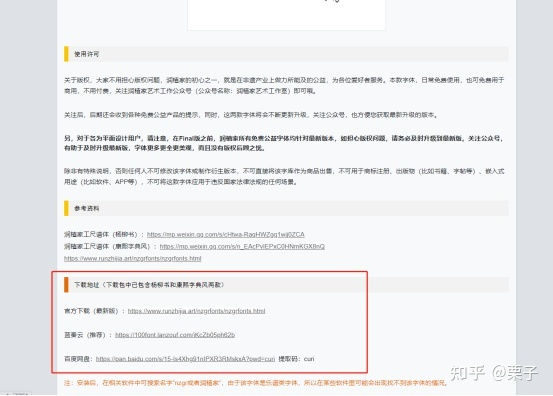 使用许可
关于版权，大家不用担心版权问题，润植家的初心之一，就是在非遗产业上做力所能及的公益，为各位爱好者服务。本款字体，日常免费使用，也可免费用于
商用，不用付费，关注润植家艺术工作公众号（公众号名称：润植家艺术工作室）即可哦。
关注后，后期还会收到各种免费公益产品的提示，同时，这两款字体将会不断更新升级，关注公众号，也方便您获取最新升级的版本。
另，对于各为平面设计用户，请注意，在Final版之前，润植家所有免费公益字体均针对最新版本，如担心版权问题，请务必及时升级到最新版。关注公众号，
有助于及时升级最新版，字体更多更全更美观，而且没有版权后顾之忧。
除非有特殊说明，否则任何人不可修改该字体或制作衍生版本，不可直接将该字库作为商品出售，不可用于商标注册、出版物（比如书籍、字帖等）、嵌入式
用途（比如软件、APP等），不可将这款字体应用于违反国家法律法规的任何场景。
参考资料
润植家工尺谱体（杨柳书）：https://mp.weixin.qq.com/s/cHtwa-RagHWZgq1wjj0ZCA
润植家工尺谱体（康熙字典风）：https://mp.weixin.qq.com/s/n_EAcPvlEPxC0HNmKGX8nQ
https://www.runzhijia.art/nzgrfonts/nzgrfonts.html
下载地址（下载包中已包含杨柳书和康熙字典风两款）
官方下载（最新版）：https://www.runzhijia.art/nzgrfonts/nzgrfonts.html
蓝奏云（推荐）：https://100font.lanzouf.com/iKcZb05ph62b
百度网盘：https://pan.baidu.com/s/15-ls4Xhg91ntPXR3RMskxA?pwd=curi 提取码：curi
注：安装后，在相关软件中可搜索名字“nzgr或者润植家”，由于该字体是乐谱类字体，所以在某些软件里可能会出现找不到该字体的情况。
知乎 @栗子